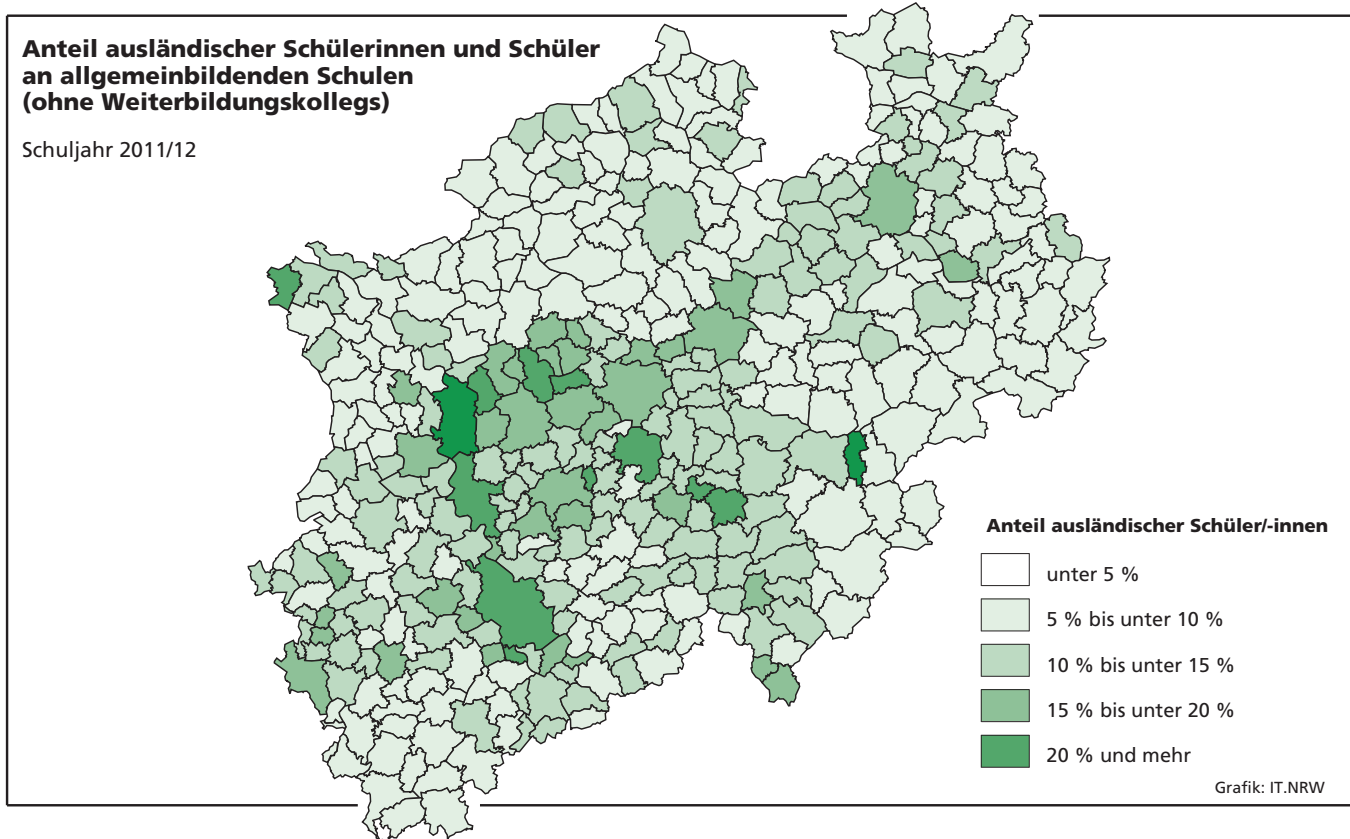 Anteil ausländischer Schülerinnen und Schüler
an allgemeinbildenden Schulen
(ohne Weiterbildungskollegs)
Schuljahr 2011/12
Anteil ausländischer Schüler/-innen
unter 5 %
5 % bis unter 10 %
10 % bis unter 15 %
15 % bis unter 20 %
20 % und mehr
Grafik: IT.NRW